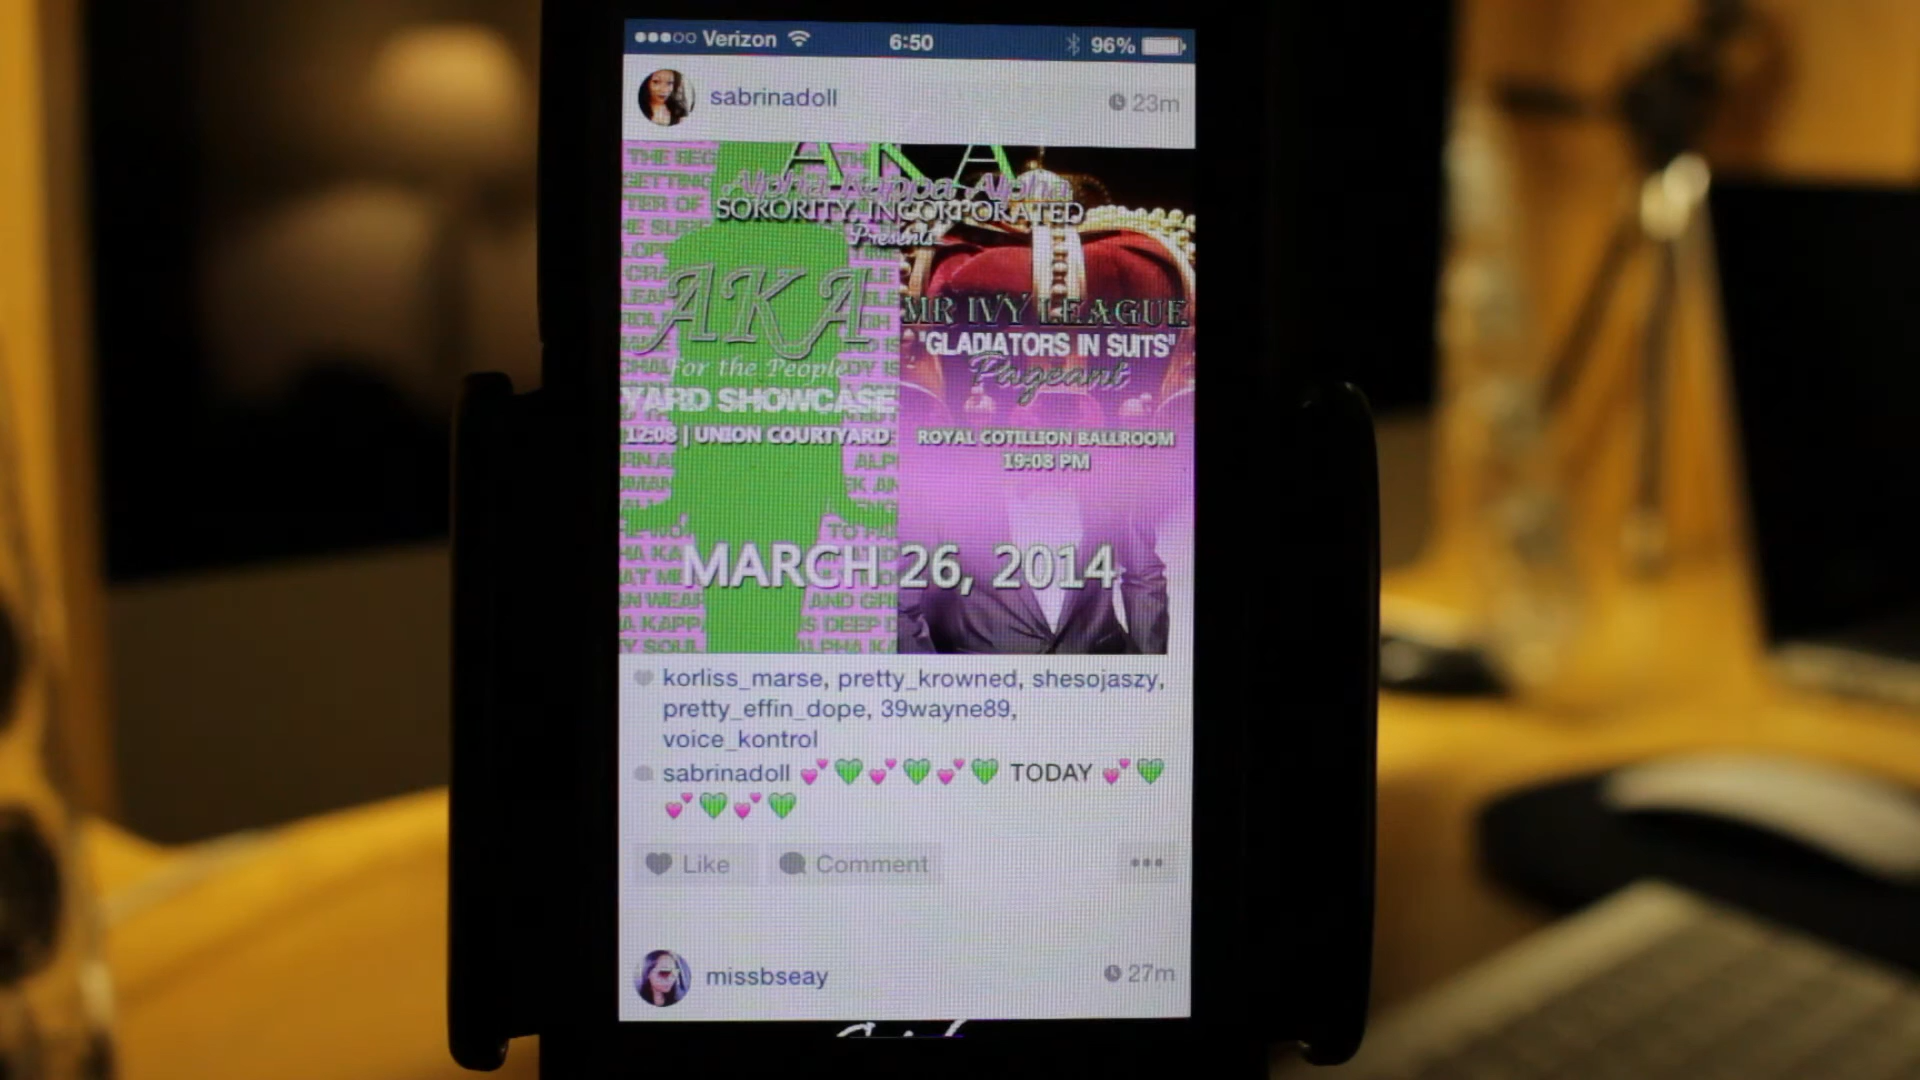 Verizon 6:50 96%
sabrinadoll 23m
AKA
Alpha Kappa Alpha
SORORITY, INCORPORATED
Presents
AKA
For the People
YARD SHOWCASE
12:08 | UNION COURTYARD
MR IVY LEAGUE
"GLADIATORS IN SUITS"
Pageant
ROYAL COTILLION BALLROOM
19:08 PM
MARCH 26, 2014
korliss_marse, pretty_krowned, shesojaszy,
pretty_effin_dope, 39wayne89,
voice_kontrol
sabrinadoll 💕💚💕💚💕💚 TODAY 💕💚
💕💚💕💚
Like Comment
missbseay 27m